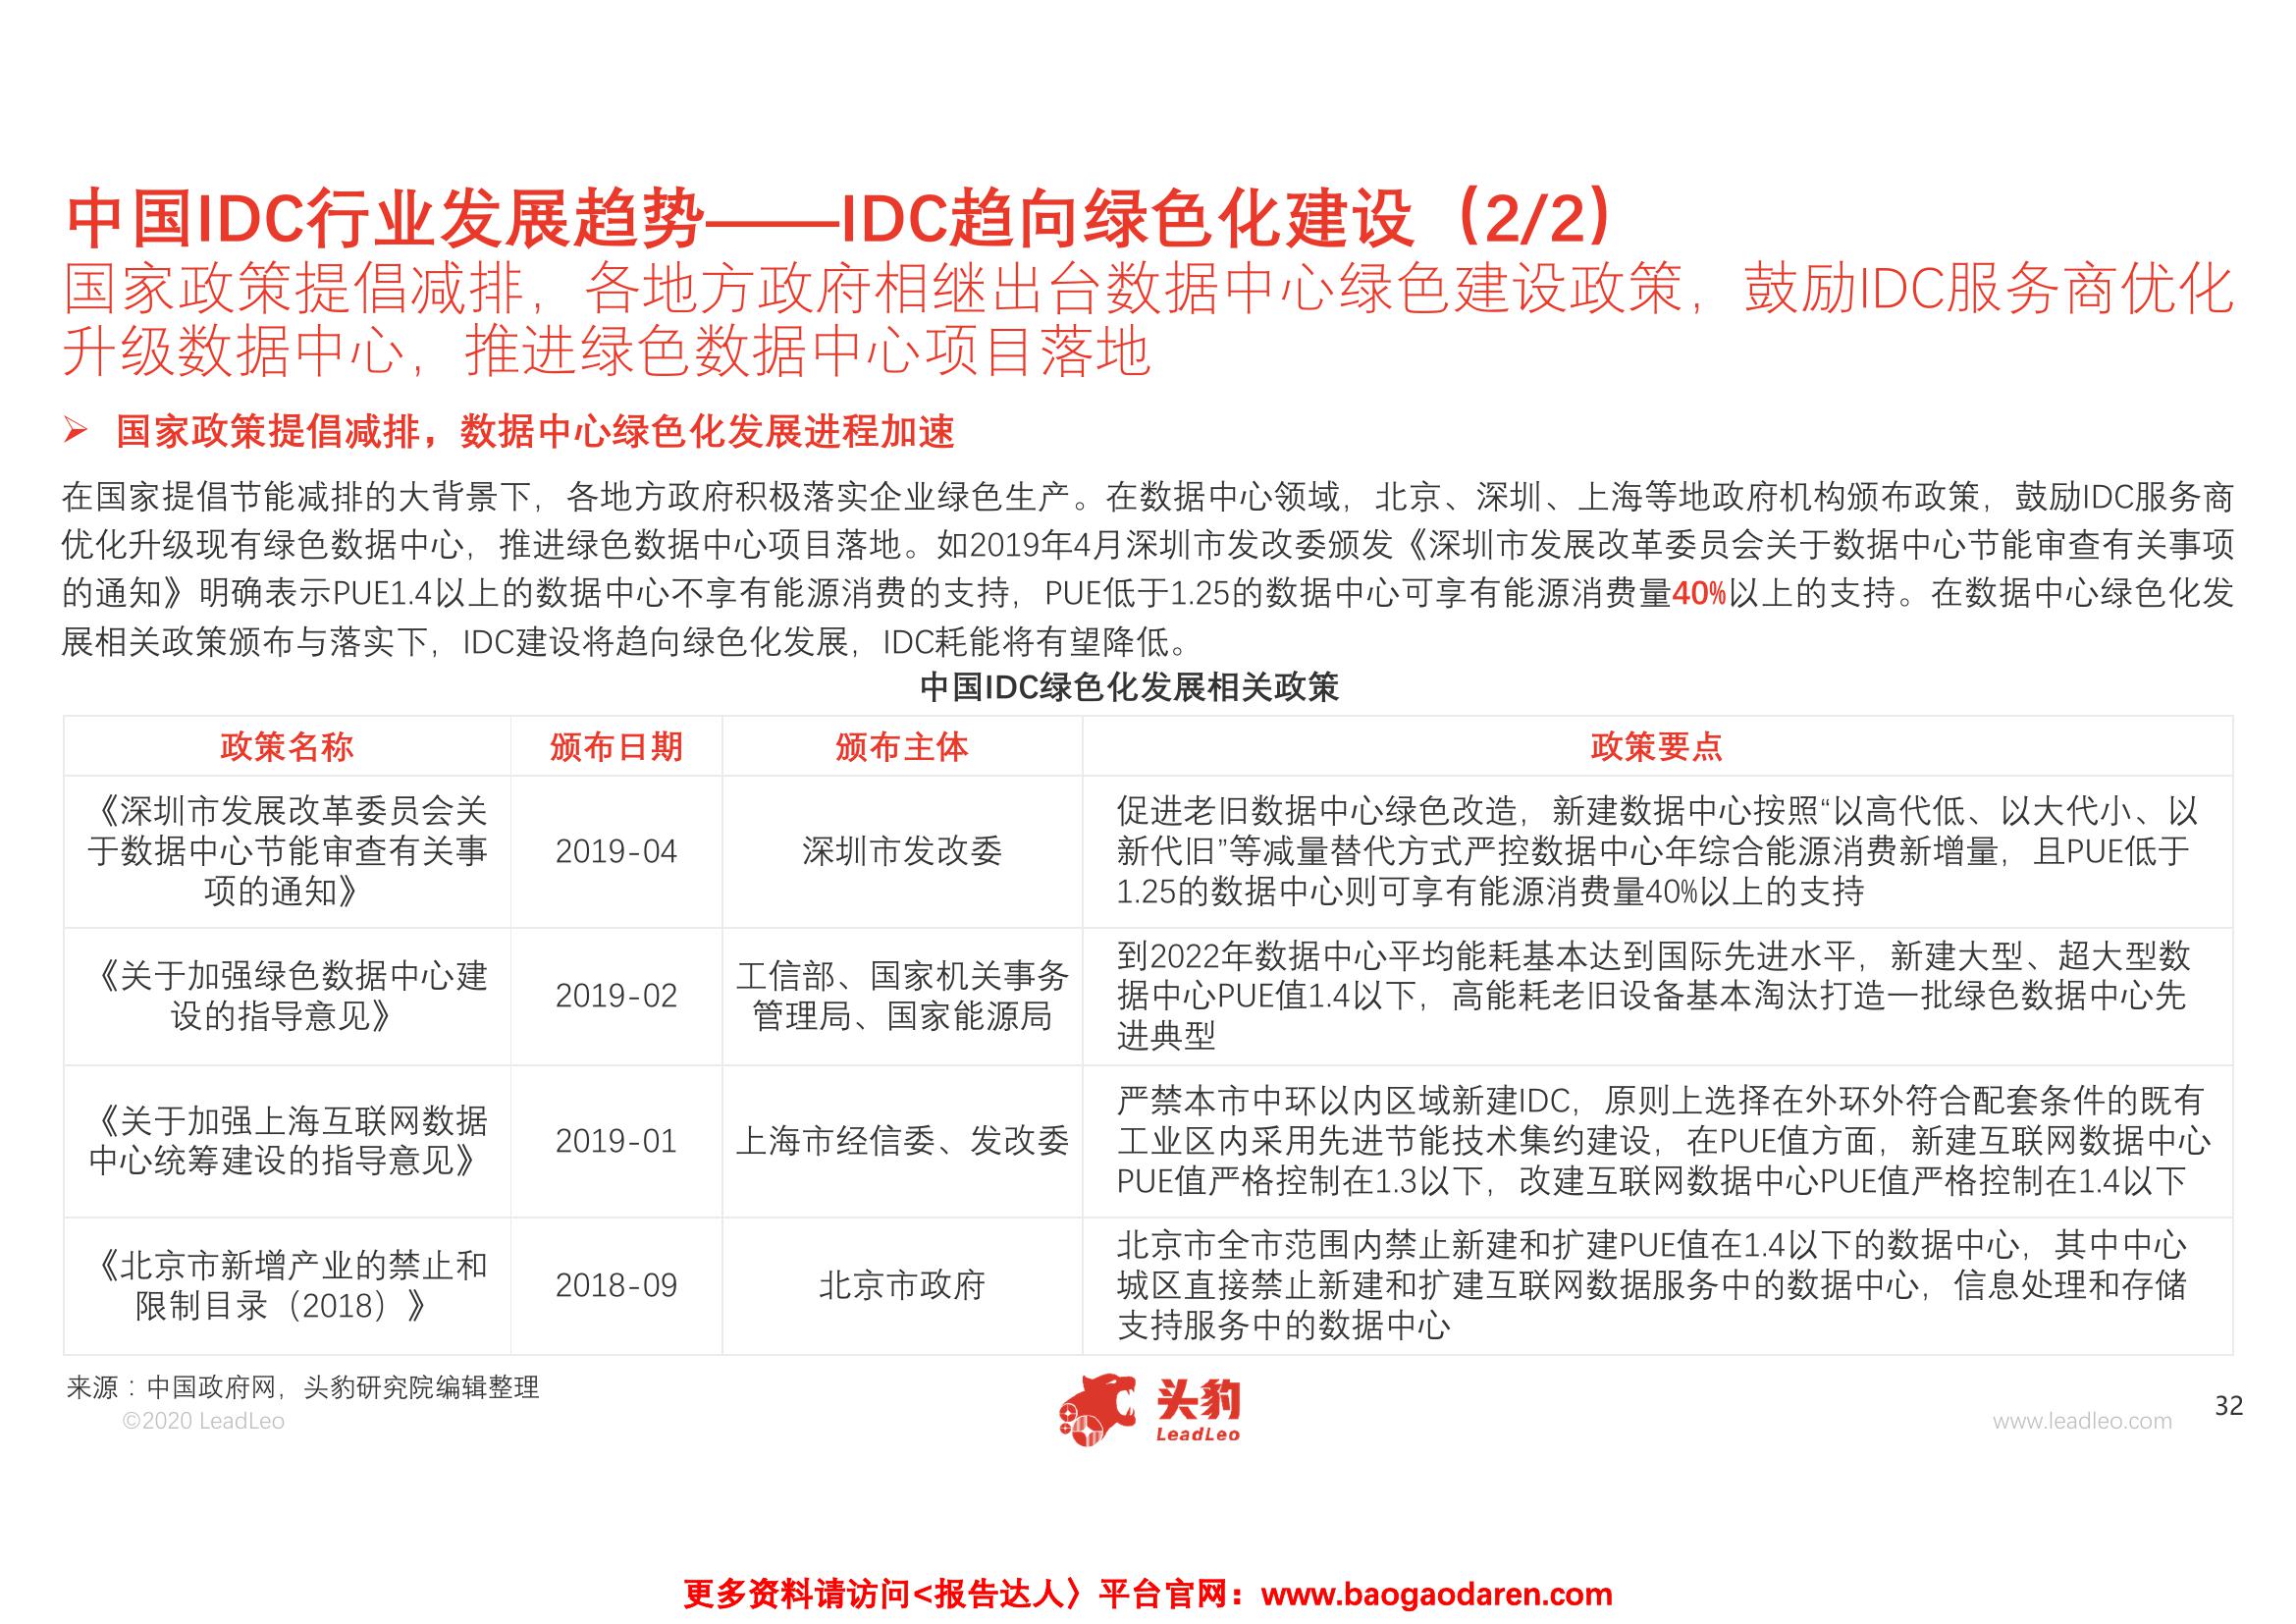 中国IDC行业发展趋势——IDC趋向绿色化建设（2/2）
国家政策提倡减排，各地方政府相继出台数据中心绿色建设政策，鼓励IDC服务商优化
升级数据中心，推进绿色数据中心项目落地
➢ 国家政策提倡减排，数据中心绿色化发展进程加速
在国家提倡节能减排的大背景下，各地方政府积极落实企业绿色生产。在数据中心领域，北京、深圳、上海等地政府机构颁布政策，鼓励IDC服务商
优化升级现有绿色数据中心，推进绿色数据中心项目落地。如2019年4月深圳市发改委颁发《深圳市发展改革委员会关于数据中心节能审查有关事项
的通知》明确表示PUE1.4以上的数据中心不享有能源消费的支持，PUE低于1.25的数据中心可享有能源消费量40%以上的支持。在数据中心绿色化发
展相关政策颁布与落实下，IDC建设将趋向绿色化发展，IDC耗能将有望降低。
中国IDC绿色化发展相关政策
政策名称 颁布日期 颁布主体 政策要点
《深圳市发展改革委员会关
于数据中心节能审查有关事
项的通知》
2019-04
深圳市发改委
促进老旧数据中心绿色改造，新建数据中心按照“以高代低、以大代小、以
新代旧”等减量替代方式严控数据中心年综合能源消费新增量，且PUE低于
1.25的数据中心则可享有能源消费量40%以上的支持
《关于加强绿色数据中心建
设的指导意见》
2019-02
工信部、国家机关事务
管理局、国家能源局
到2022年数据中心平均能耗基本达到国际先进水平，新建大型、超大型数
据中心PUE值1.4以下，高能耗老旧设备基本淘汰打造一批绿色数据中心先
进典型
《关于加强上海互联网数据
中心统筹建设的指导意见》
2019-01
上海市经信委、发改委
严禁本市中环以内区域新建IDC，原则上选择在外环外符合配套条件的既有
工业区内采用先进节能技术集约建设，在PUE值方面，新建互联网数据中心
PUE值严格控制在1.3以下，改建互联网数据中心PUE值严格控制在1.4以下
《北京市新增产业的禁止和
限制目录（2018）》
2018-09
北京市政府
北京市全市范围内禁止新建和扩建PUE值在1.4以下的数据中心，其中中心
城区直接禁止新建和扩建互联网数据服务中的数据中心，信息处理和存储
支持服务中的数据中心
来源：中国政府网，头豹研究院编辑整理
©2020 LeadLeo
头豹
LeadLeo
www.leadleo.com
32
更多资料请访问<报告达人〉平台官网：www.baogaodaren.com